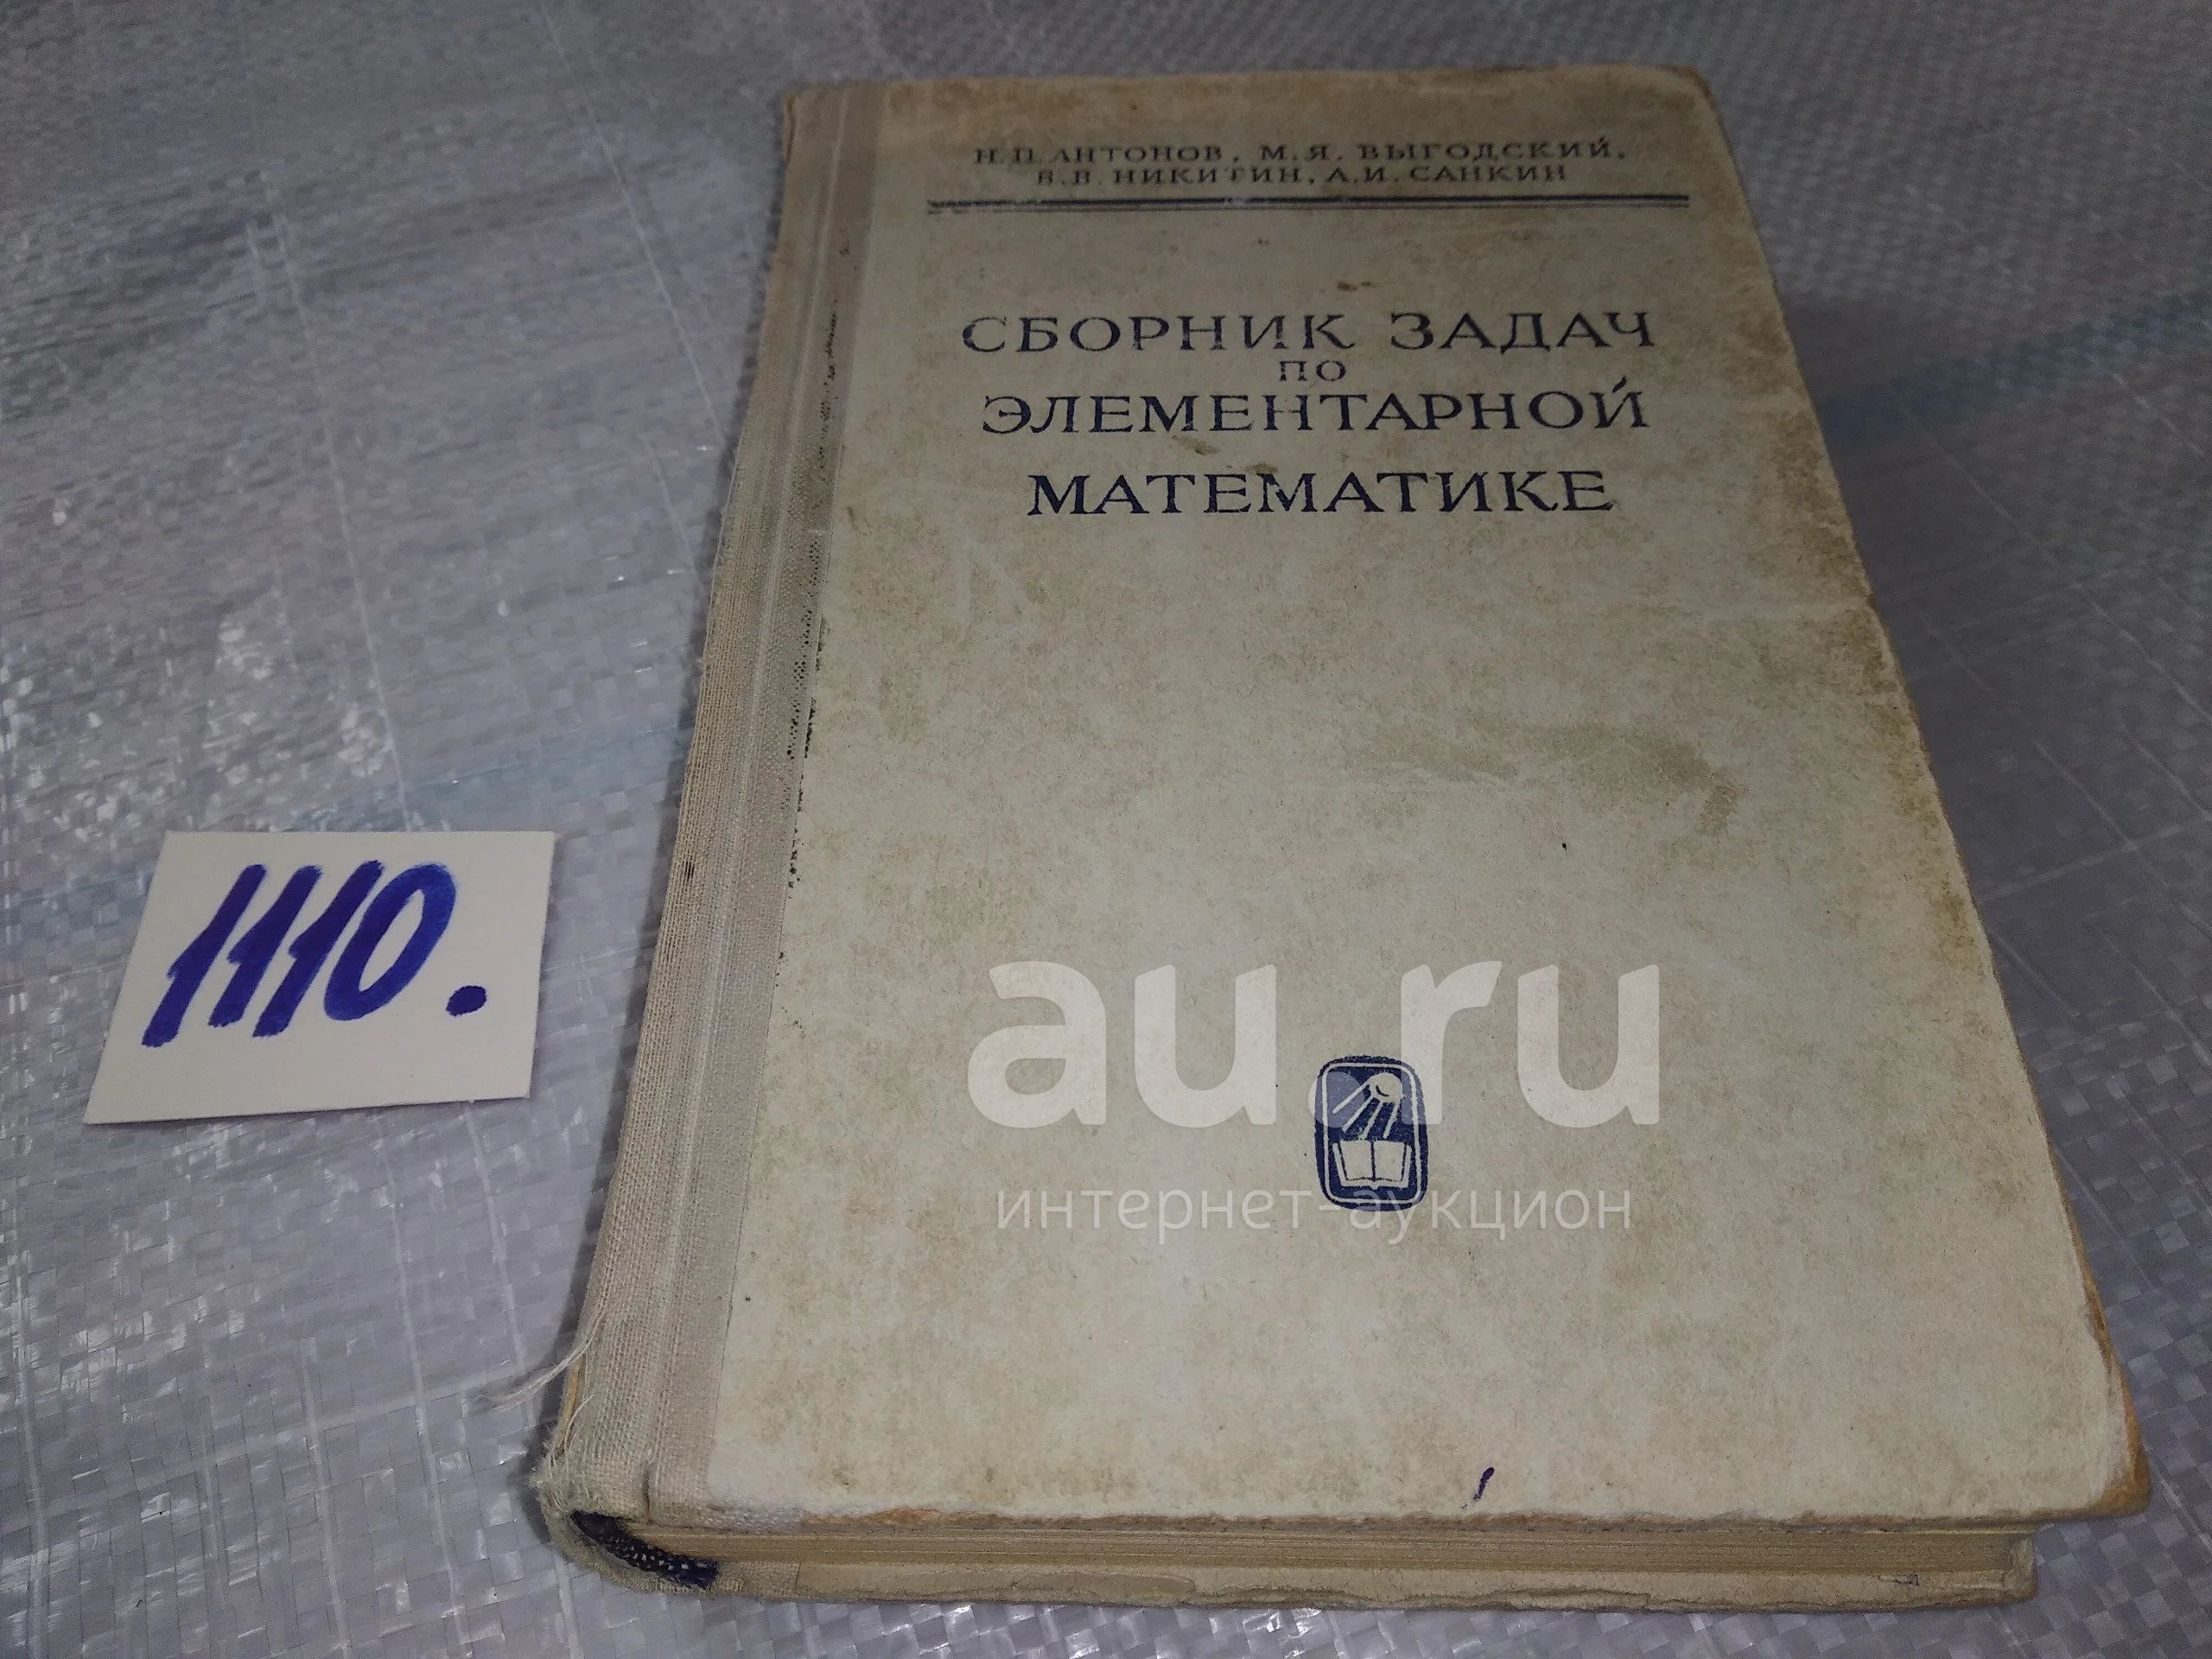 Н.П. АНТОНОВ, М.Я. ВЫГОДСКИЙ,
В.В. НИКИТИН, А.И. САНКИН
СБОРНИК ЗАДАЧ
ПО
ЭЛЕМЕНТАРНОЙ
МАТЕМАТИКЕ
1110.
au.ru
интернет-аукцион